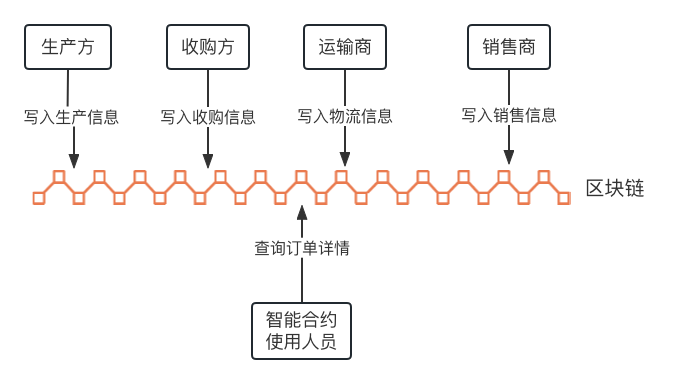 生产方
收购方
运输商
销售商
写入生产信息
写入收购信息
写入物流信息
写入销售信息
区块链
查询订单详情
智能合约
使用人员